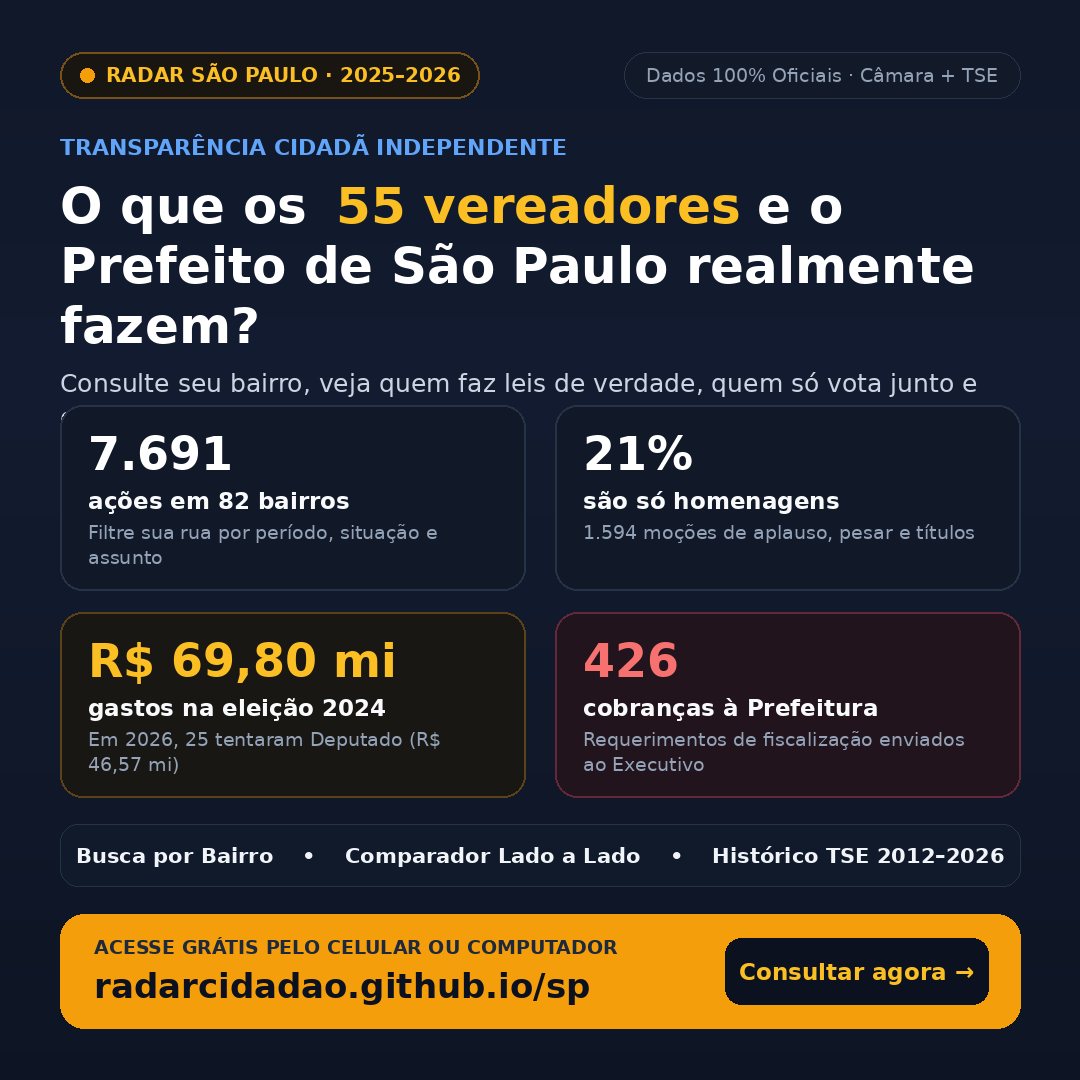 RADAR SÃO PAULO · 2025–2026
Dados 100% Oficiais · Câmara + TSE
TRANSPARÊNCIA CIDADÃ INDEPENDENTE
O que os 55 vereadores e o
Prefeito de São Paulo realmente
fazem?
Consulte seu bairro, veja quem faz leis de verdade, quem só vota junto e
7.691
ações em 82 bairros
Filtre sua rua por período, situação e
assunto
21%
são só homenagens
1.594 moções de aplauso, pesar e títulos
R$ 69,80 mi
gastos na eleição 2024
Em 2026, 25 tentaram Deputado (R$
46,57 mi)
426
cobranças à Prefeitura
Requerimentos de fiscalização enviados
ao Executivo
Busca por Bairro • Comparador Lado a Lado • Histórico TSE 2012–2026
ACESSE GRÁTIS PELO CELULAR OU COMPUTADOR
radarcidadao.github.io/sp
Consultar agora →